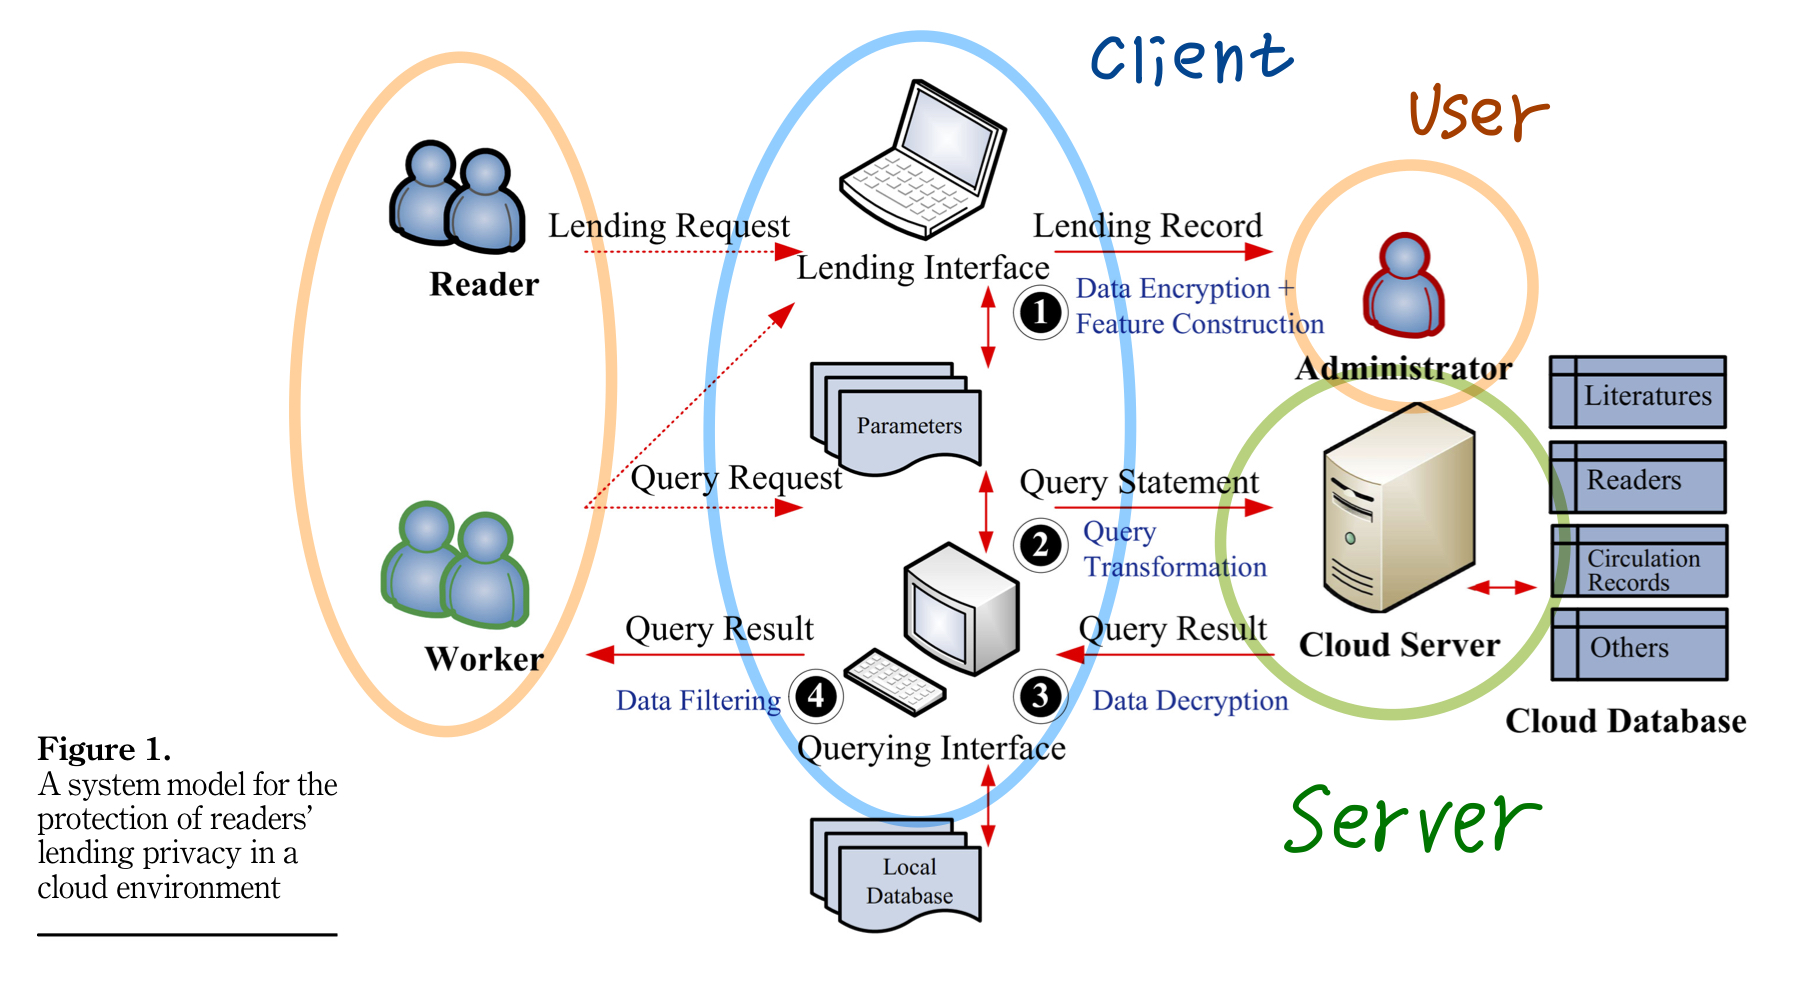 Client
User
Lending Request
Lending Record
Reader
Lending Interface
1
Data Encryption +
Feature Construction
Administrator
Literatures
Parameters
Query Request
Query Statement
Readers
2
Query
Transformation
Circulation
Records
Query Result
Query Result
Cloud Server
Others
Worker
Data Filtering
4
3
Data Decryption
Cloud Database
Querying Interface
Figure 1.
A system model for the
protection of readers’
lending privacy in a
cloud environment
Server
Local
Database